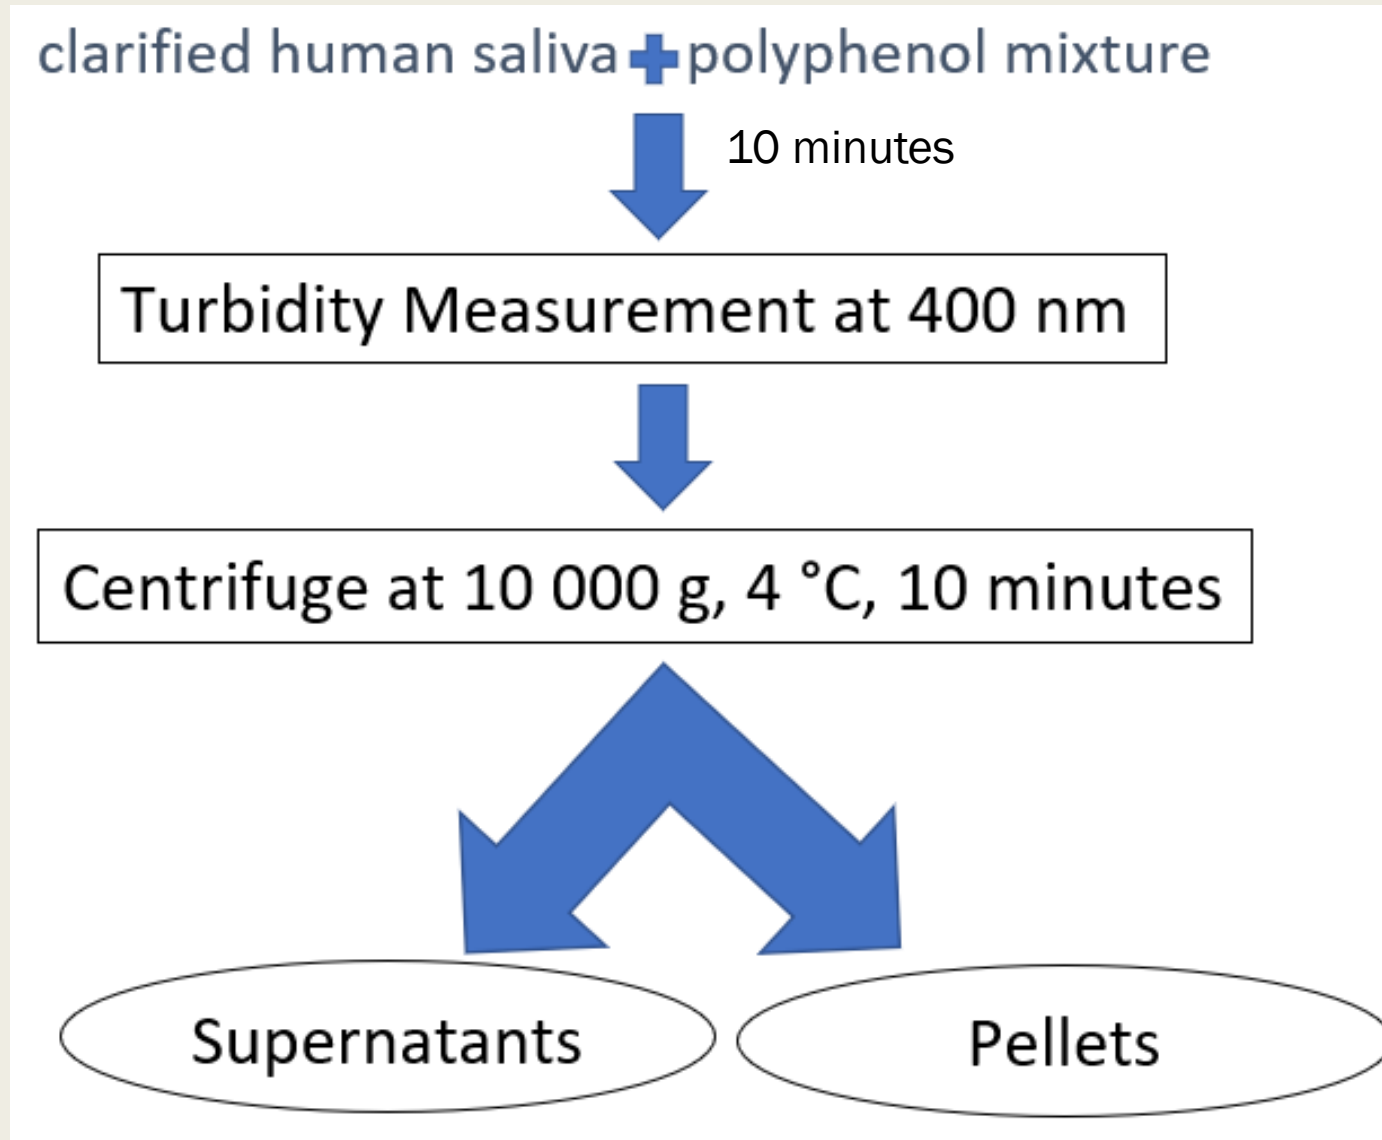 clarified human saliva + polyphenol mixture
10 minutes
Turbidity Measurement at 400 nm
Centrifuge at 10 000 g, 4 °C, 10 minutes
Supernatants
Pellets